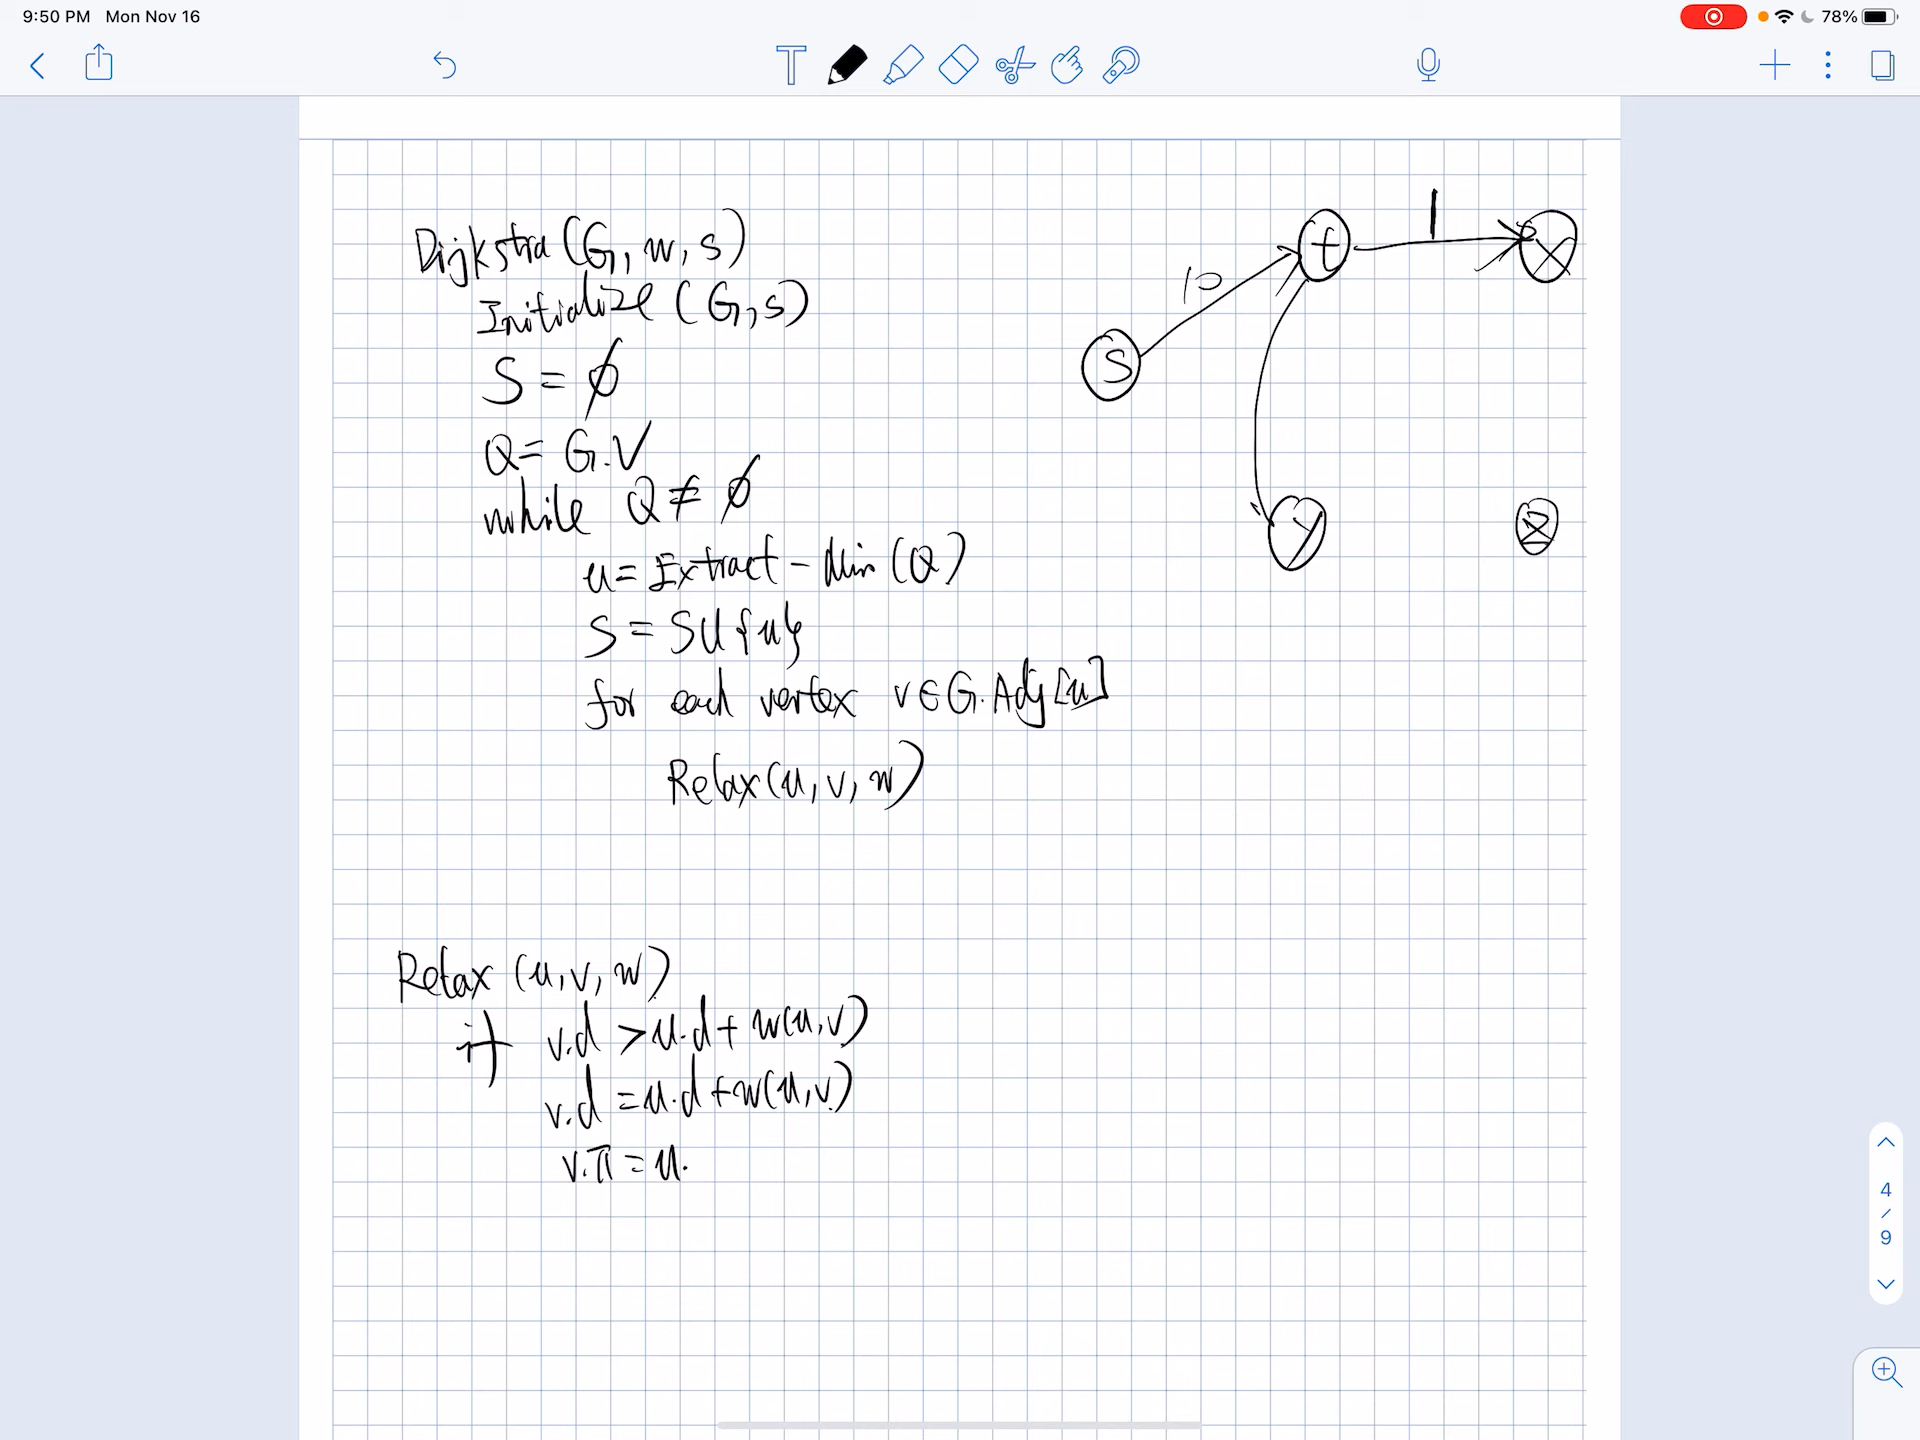 9:50 PM Mon Nov 16
78%
T
Dijkstra (G, w, s)
Initialize (G, s)
S = ∅
Q = G.V
while Q ≠ ∅
u = Extract - Min (Q)
S = S U {u}
for each vertex v ∈ G. Adj [u]
Relax (u, v, w)
Relax (u, v, w)
if v.d > u.d + w(u, v)
v.d = u.d + w(u, v)
v.π = u.
10
t
1
x
s
y
z
4
/
9